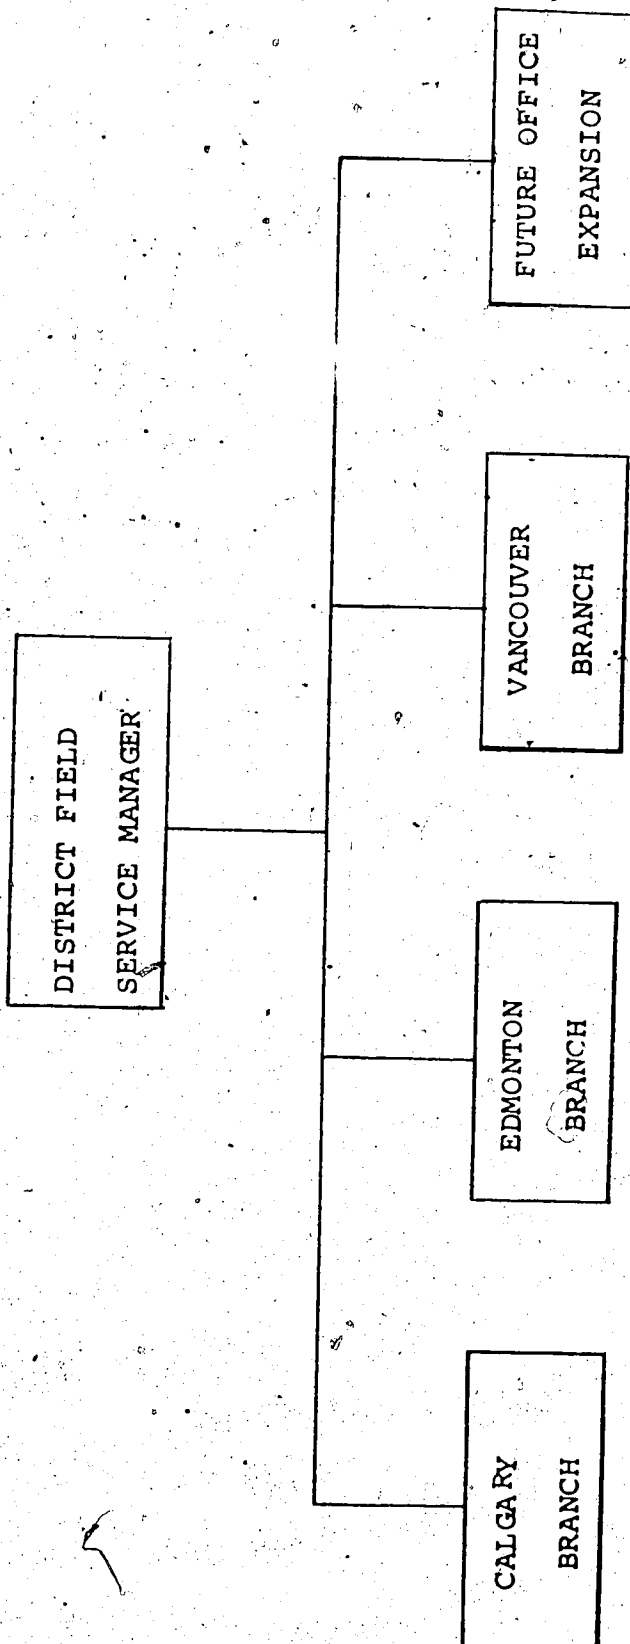 DISTRICT FIELD
SERVICE MANAGER
CALGARY
BRANCH
EDMONTON
BRANCH
VANCOUVER
BRANCH
FUTURE OFFICE
EXPANSION